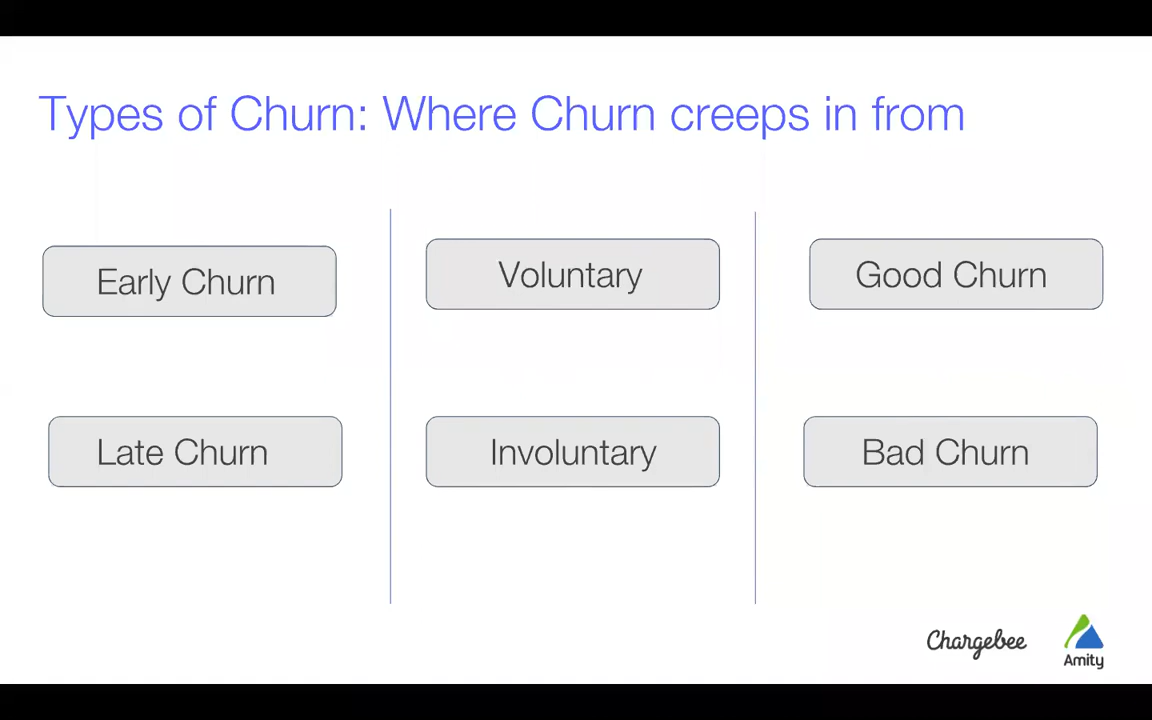 Types of Churn: Where Churn creeps in from
Early Churn
Voluntary
Good Churn
Late Churn
Involuntary
Bad Churn
Chargebee
Amity